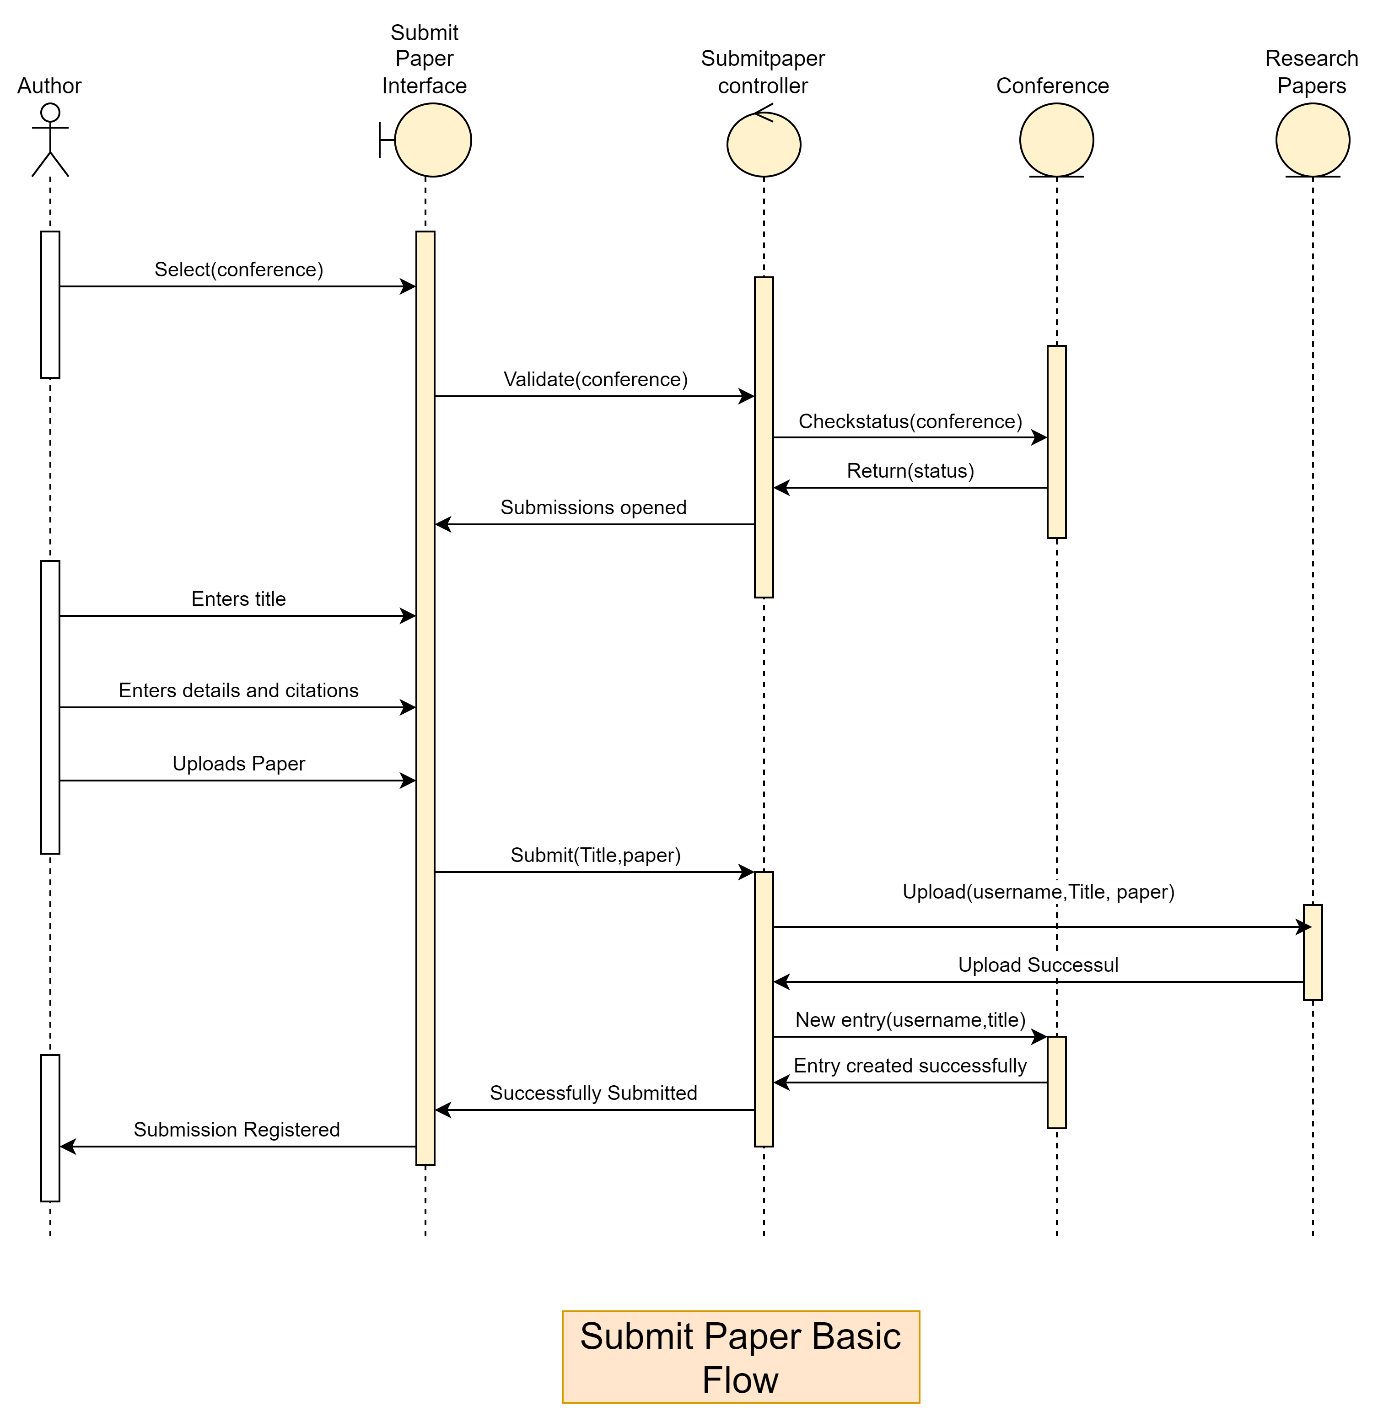 Submit
Paper
Interface
Author
Submitpaper
controller
Conference
Research
Papers
Select(conference)
Validate(conference)
Checkstatus(conference)
Return(status)
Submissions opened
Enters title
Enters details and citations
Uploads Paper
Submit(Title,paper)
Upload(username,Title, paper)
Upload Successul
New entry(username,title)
Entry created successfully
Successfully Submitted
Submission Registered
Submit Paper Basic
Flow